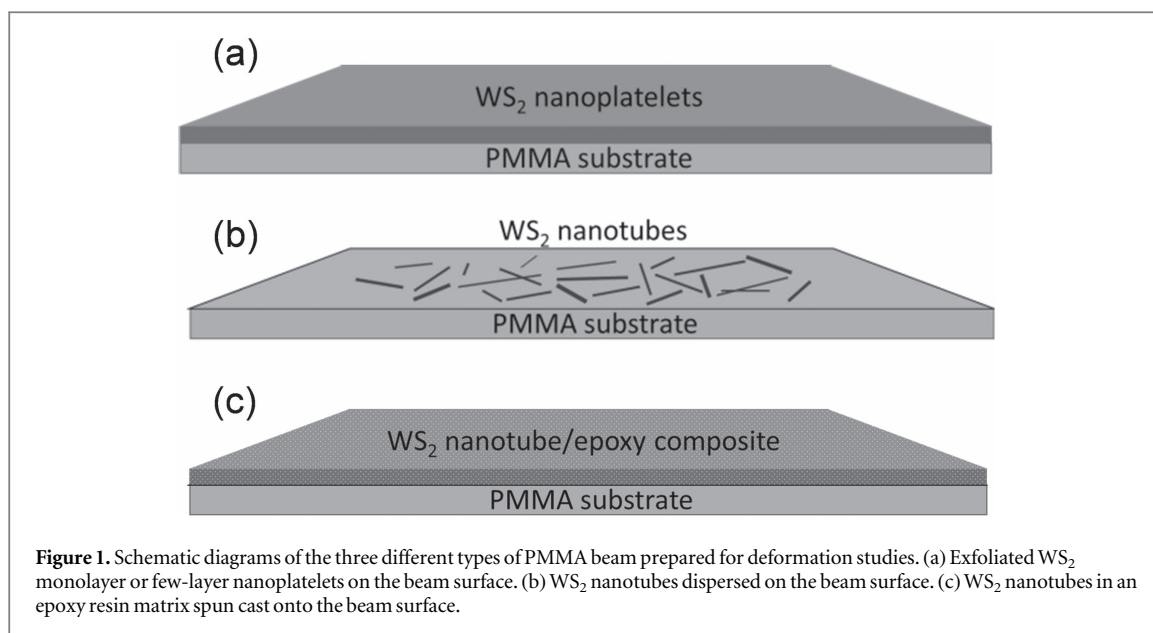 (a)
WS₂ nanoplatelets
PMMA substrate
(b)
WS₂ nanotubes
PMMA substrate
(c)
WS₂ nanotube/epoxy composite
PMMA substrate
Figure 1. Schematic diagrams of the three different types of PMMA beam prepared for deformation studies. (a) Exfoliated WS₂
monolayer or few-layer nanoplatelets on the beam surface. (b) WS₂ nanotubes dispersed on the beam surface. (c) WS₂ nanotubes in an
epoxy resin matrix spun cast onto the beam surface.